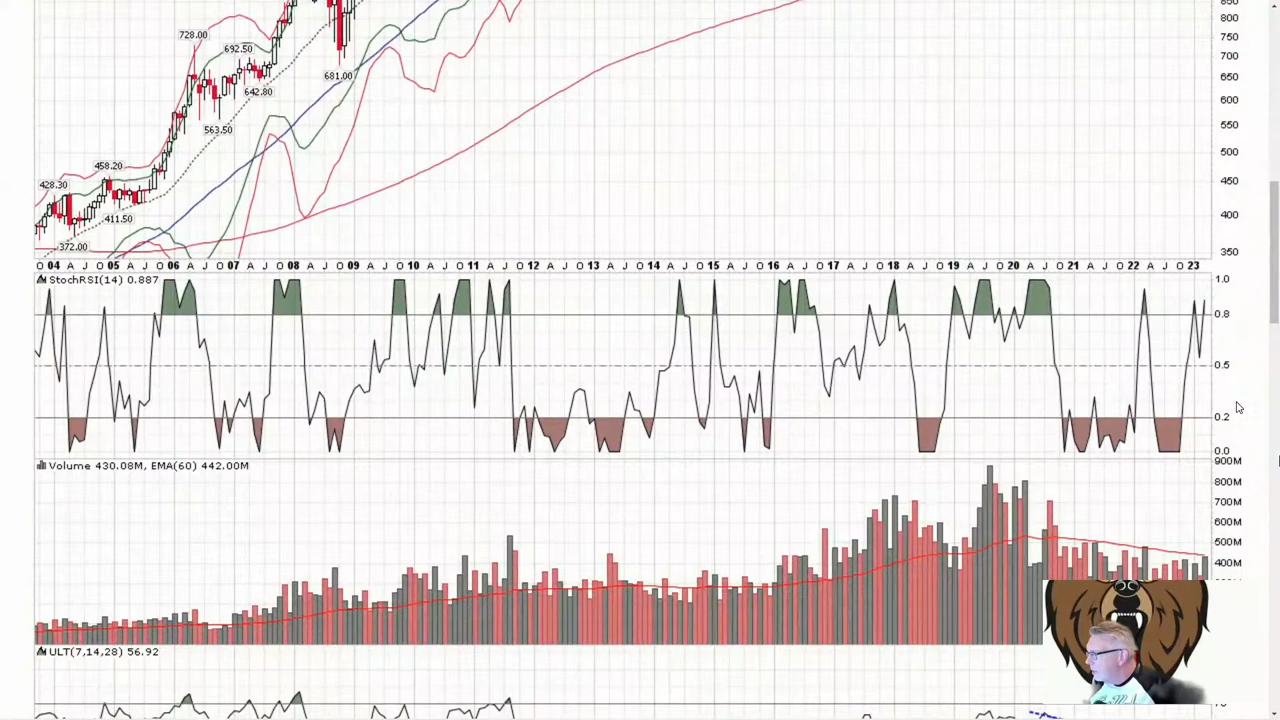 850
800
728.00
750
692.50
700
681.00
650
642.80
600
563.50
550
500
458.20
428.30
450
411.50
400
372.00
350
O 04 A J O 05 A J O 06 A J O 07 A J O 08 A J O 09 A J O 10 A J O 11 A J O 12 A J O 13 A J O 14 A J O 15 A J O 16 A J O 17 A J O 18 A J O 19 A J O 20 A J O 21 A J O 22 A J O 23 A
StochRSI(14) 0.887
1.0
0.8
0.5
0.2
0.0
Volume 430.08M, EMA(60) 442.00M
900M
800M
700M
600M
500M
400M
ULT(7,14,28) 56.92